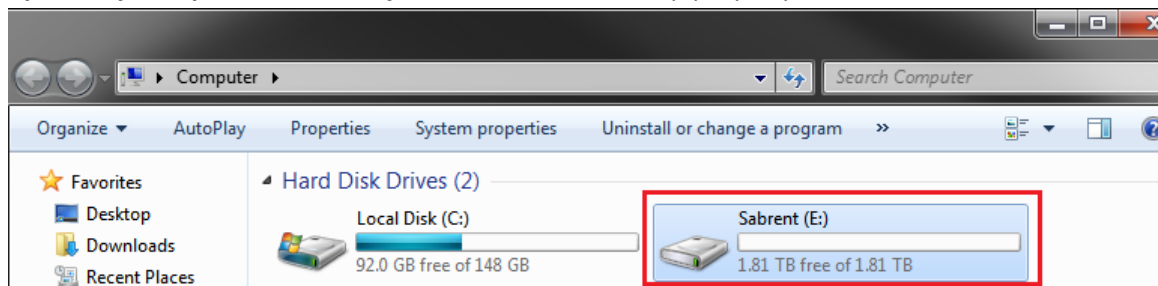 Computer
Search Computer
Organize AutoPlay Properties System properties Uninstall or change a program »
Favorites
Desktop
Downloads
Recent Places
Hard Disk Drives (2)
Local Disk (C:)
92.0 GB free of 148 GB
Sabrent (E:)
1.81 TB free of 1.81 TB